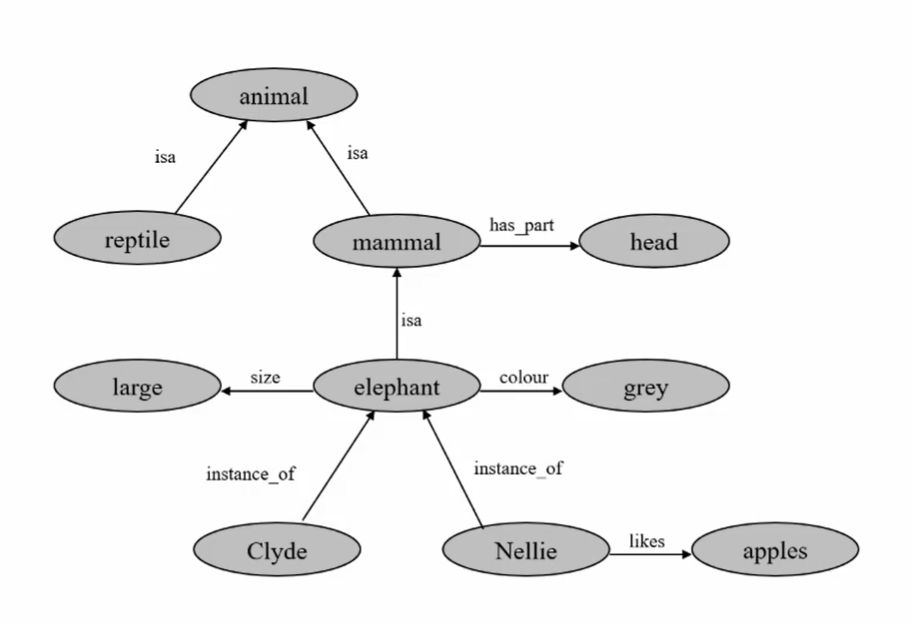 animal
isa
isa
reptile
mammal
has_part
head
isa
large
size
elephant
colour
grey
instance_of
instance_of
Clyde
Nellie
likes
apples